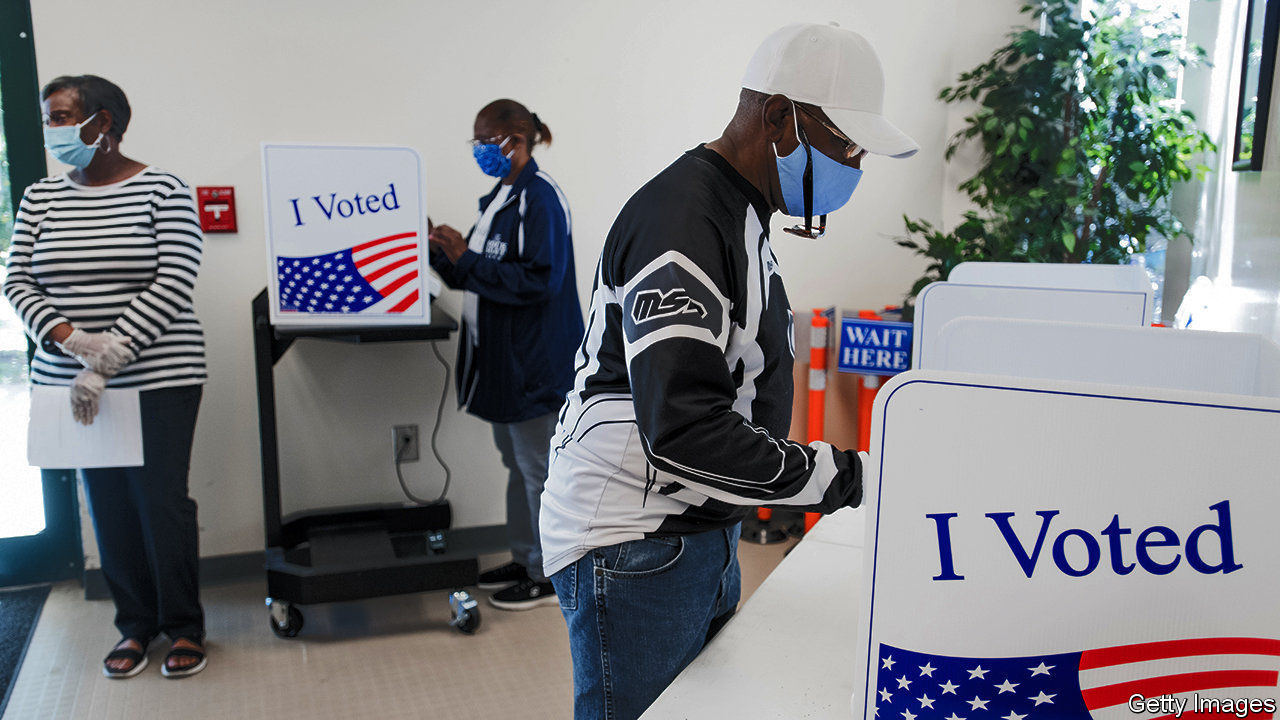 I Voted
WAIT
HERE
I Voted
Getty Images